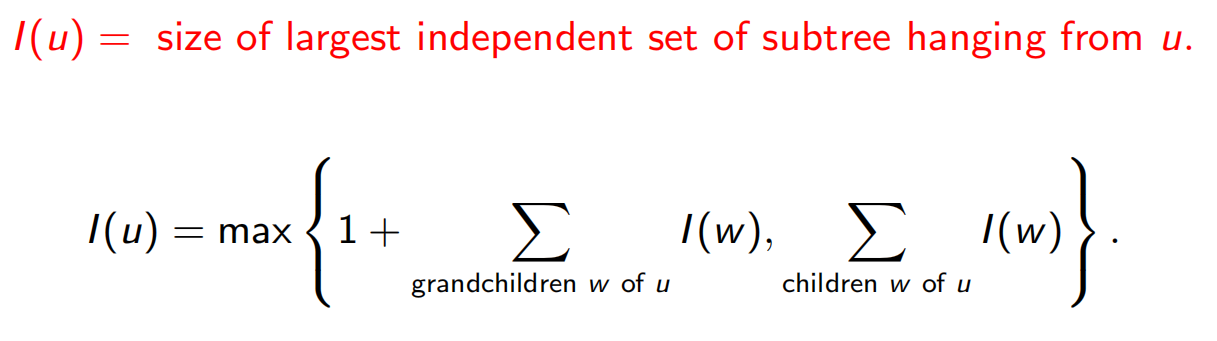 I(u) = size of largest independent set of subtree hanging from u.
I(u) = max { 1 + ∑ I(w), ∑ I(w) } .
grandchildren w of u children w of u